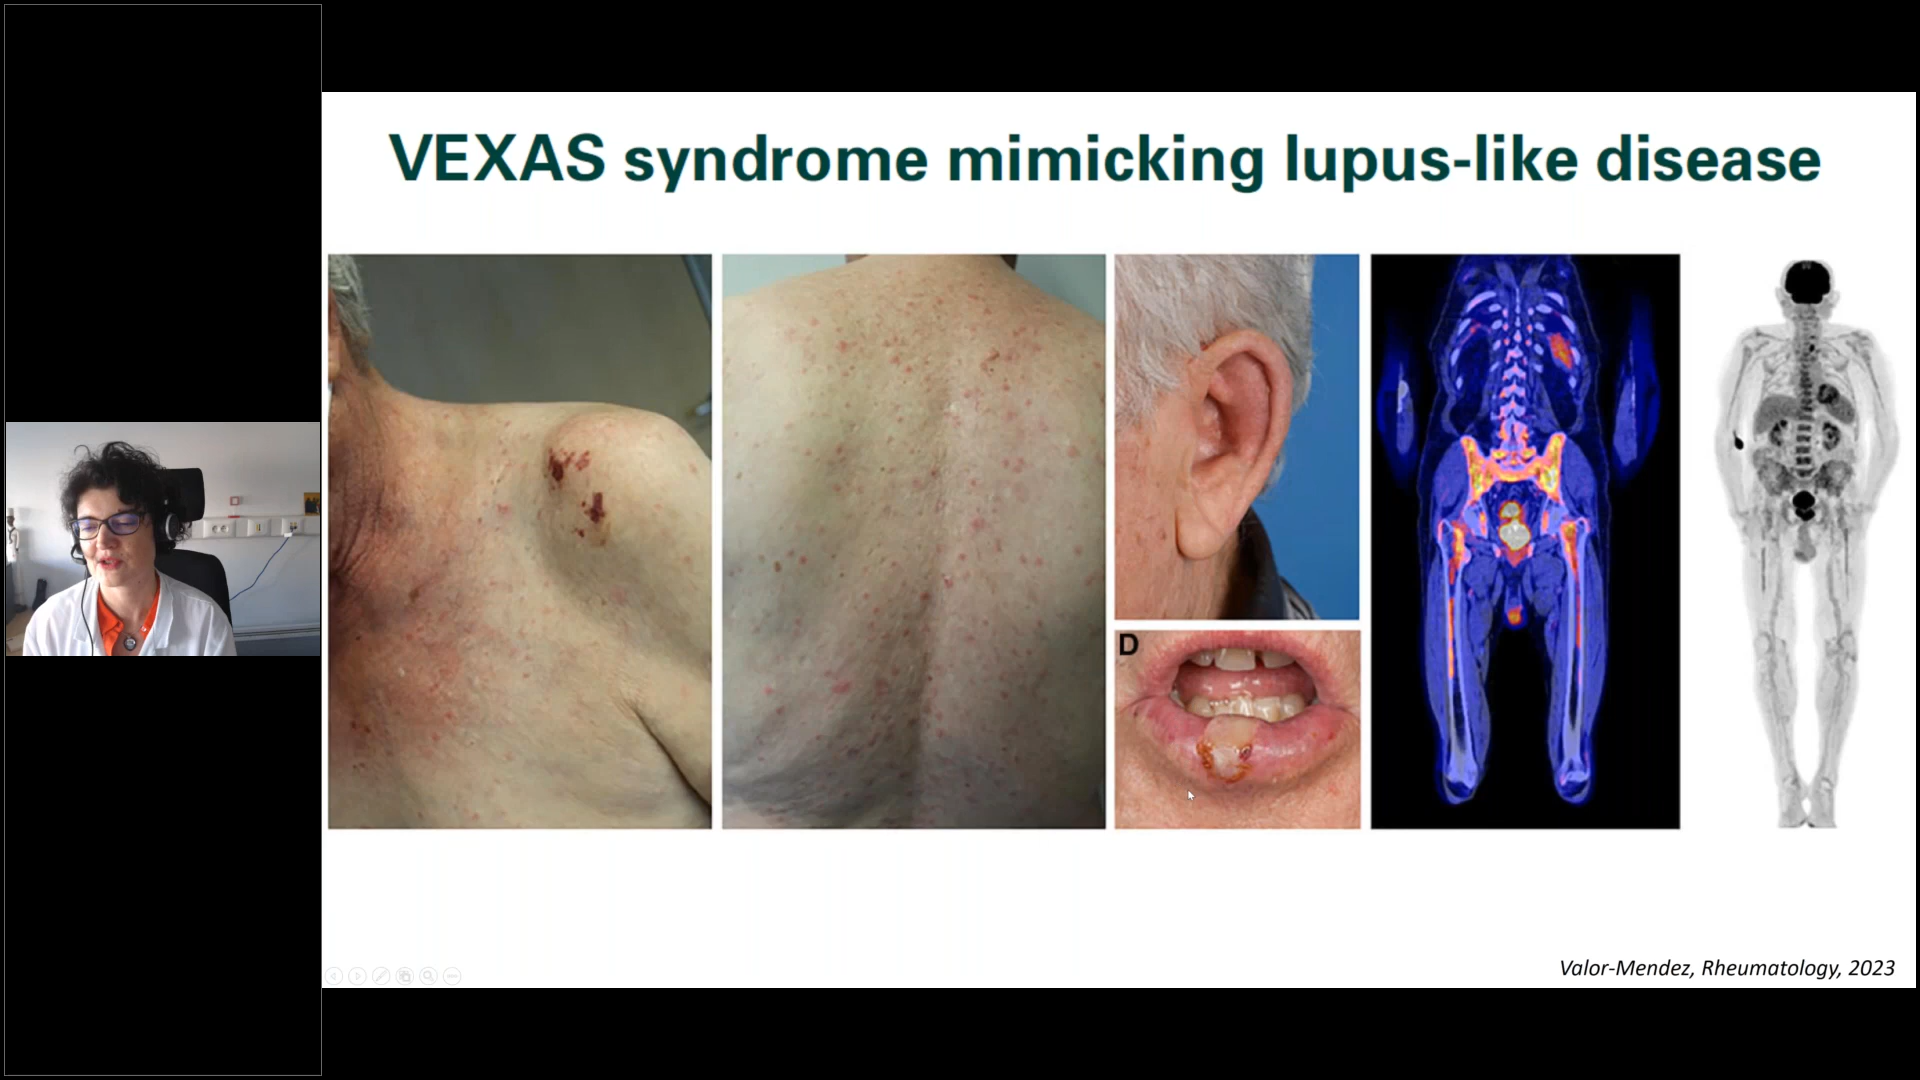 VEXAS syndrome mimicking lupus-like disease
D
Valor-Mendez, Rheumatology, 2023